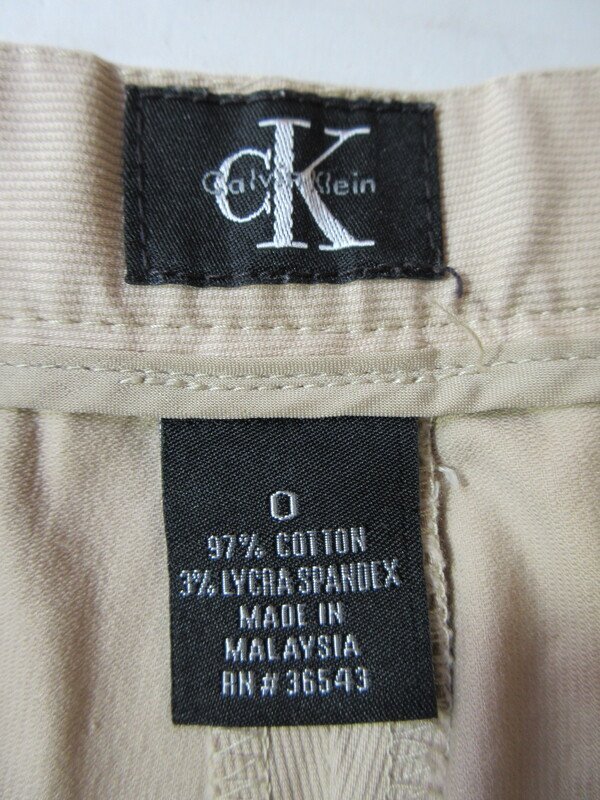 cK
Calvin Klein
0
97% COTTON
3% LYCRA SPANDEX
MADE IN
MALAYSIA
RN # 36543